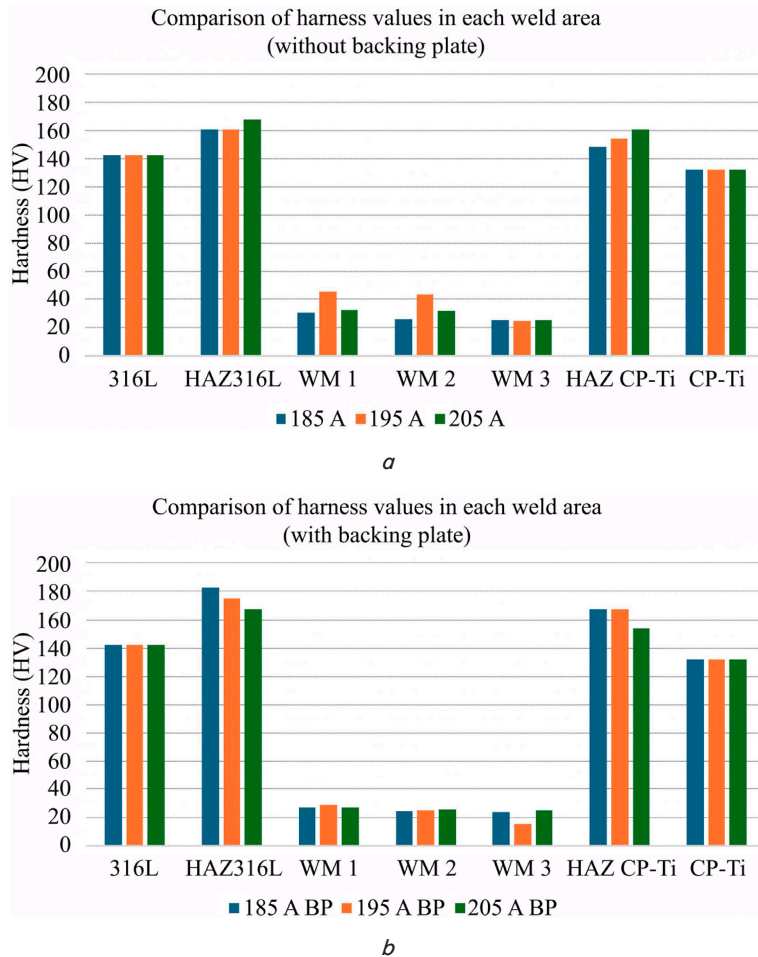 Comparison of harness values in each weld area
(without backing plate)
Hardness (HV)
200
180
160
140
120
100
80
60
40
20
0
316L HAZ316L WM 1 WM 2 WM 3 HAZ CP-Ti CP-Ti
185 A 195 A 205 A
a
Comparison of harness values in each weld area
(with backing plate)
Hardness (HV)
200
180
160
140
120
100
80
60
40
20
0
316L HAZ316L WM 1 WM 2 WM 3 HAZ CP-Ti CP-Ti
185 A BP 195 A BP 205 A BP
b